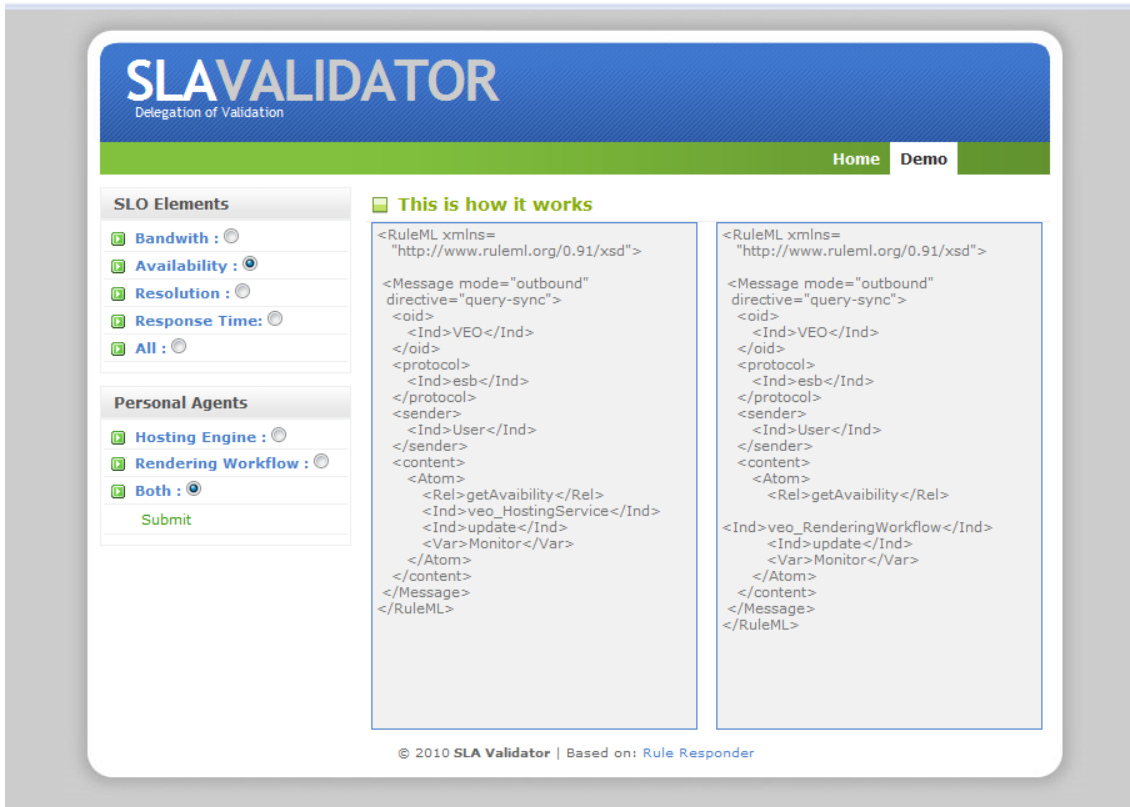 SLAVALIDATOR
Delegation of Validation
Home Demo
SLO Elements
Bandwith :
Availability :
Resolution :
Response Time:
All :
Personal Agents
Hosting Engine :
Rendering Workflow :
Both :
Submit
This is how it works
<RuleML xmlns=
"http://www.ruleml.org/0.91/xsd">
<Message mode="outbound"
directive="query-sync">
<oid>
<Ind>VEO</Ind>
</oid>
<protocol>
<Ind>esb</Ind>
</protocol>
<sender>
<Ind>User</Ind>
</sender>
<content>
<Atom>
<Rel>getAvaibility</Rel>
<Ind>veo_HostingService</Ind>
<Ind>update</Ind>
<Var>Monitor</Var>
</Atom>
</content>
</Message>
</RuleML>
<RuleML xmlns=
"http://www.ruleml.org/0.91/xsd">
<Message mode="outbound"
directive="query-sync">
<oid>
<Ind>VEO</Ind>
</oid>
<protocol>
<Ind>esb</Ind>
</protocol>
<sender>
<Ind>User</Ind>
</sender>
<content>
<Atom>
<Rel>getAvaibility</Rel>
<Ind>veo_RenderingWorkflow</Ind>
<Ind>update</Ind>
<Var>Monitor</Var>
</Atom>
</content>
</Message>
</RuleML>
© 2010 SLA Validator | Based on: Rule Responder